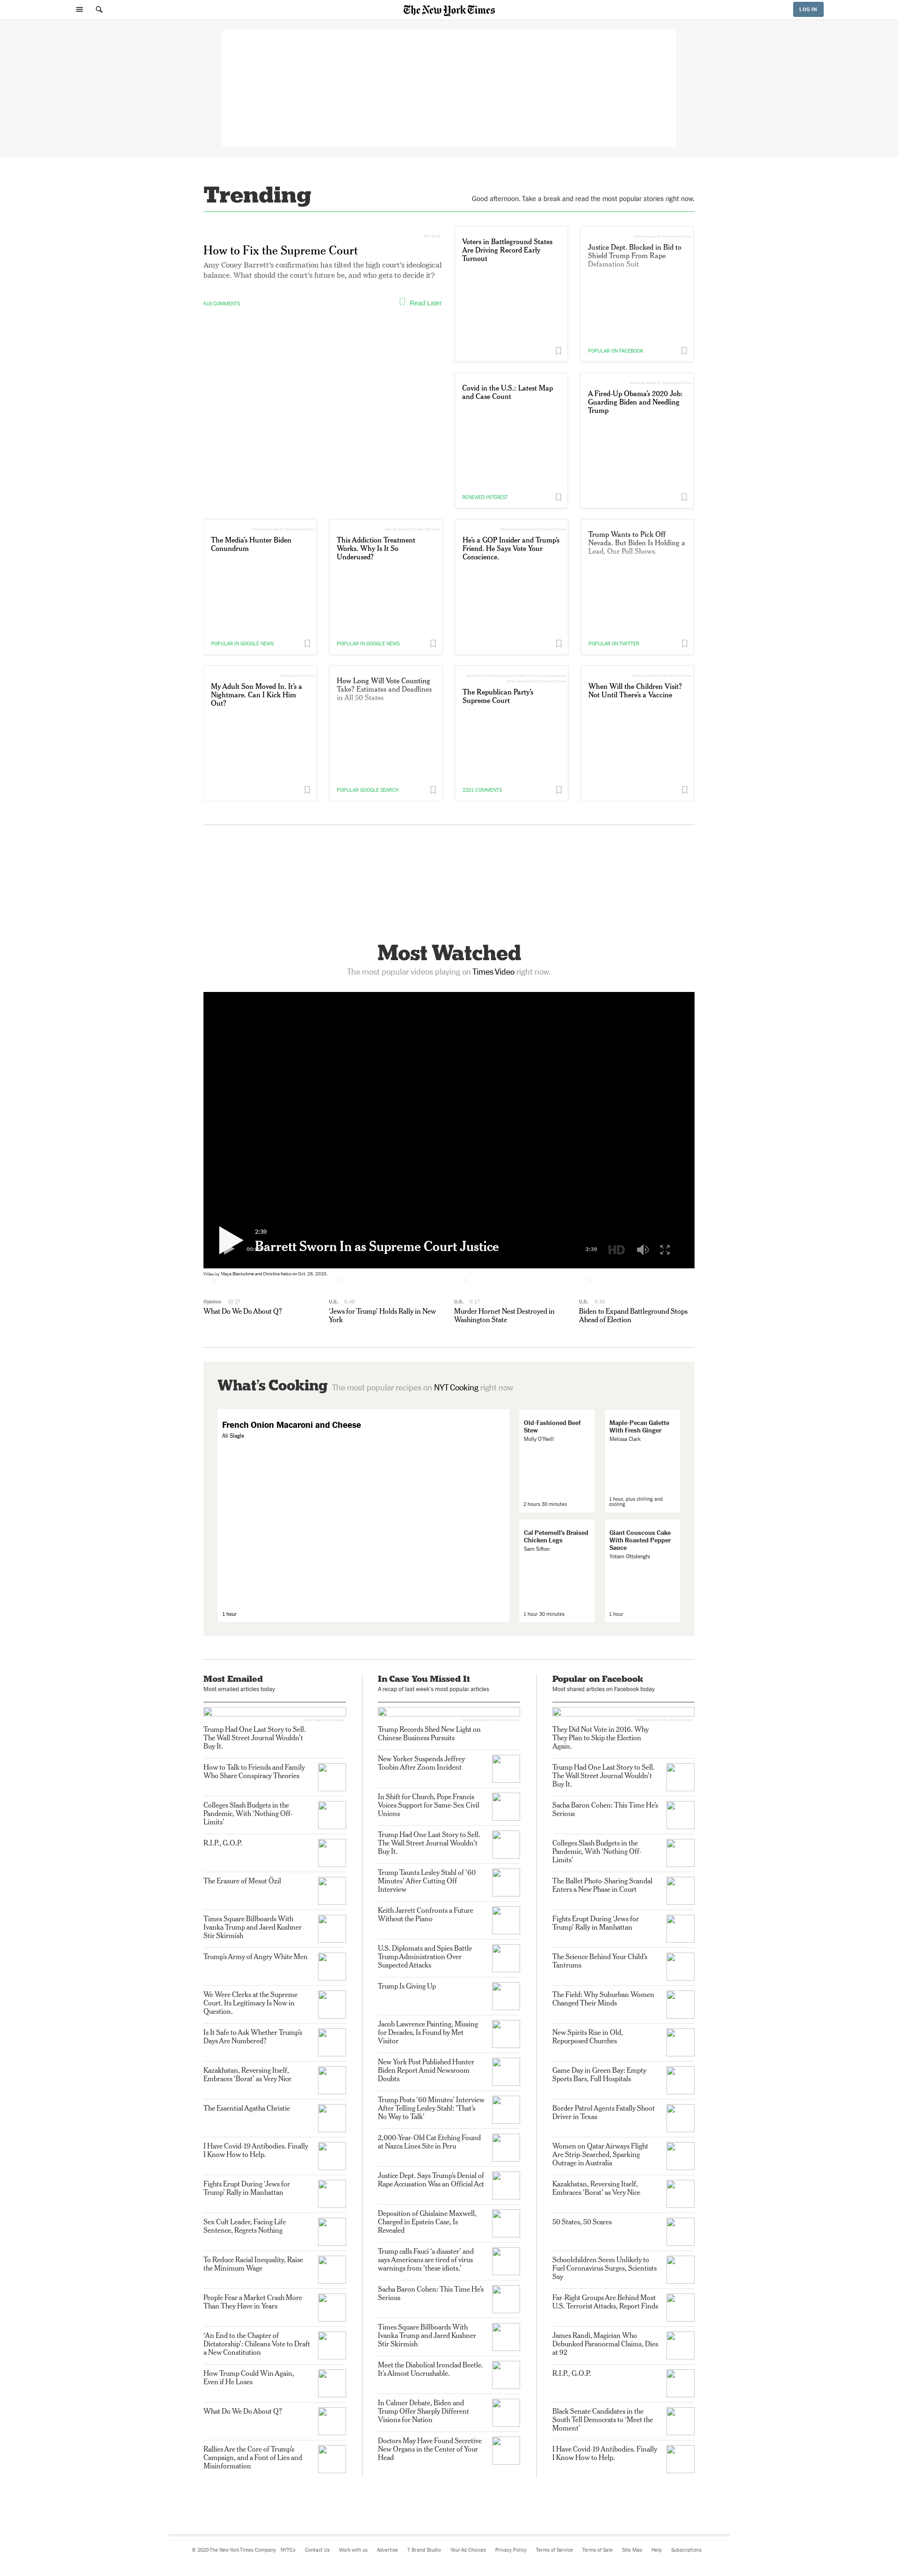 The New York Times
LOG IN
Trending
Good afternoon. Take a break and read the most popular stories right now.
How to Fix the Supreme Court
Amy Coney Barrett's confirmation has tilted the high court's ideological
balance. What should the court's future be, and who gets to decide it?
618 COMMENTS
Read Later
Voters in Battleground States
Are Driving Record Early
Turnout
Justice Dept. Blocked in Bid to
Shield Trump From Rape
Defamation Suit
POPULAR ON FACEBOOK
Covid in the U.S.: Latest Map
and Case Count
RENEWED INTEREST
A Fired-Up Obama's 2020 Job:
Guarding Biden and Needling
Trump
The Media's Hunter Biden
Conundrum
POPULAR IN GOOGLE NEWS
This Addiction Treatment
Works. Why Is It So
Underused?
POPULAR IN GOOGLE NEWS
He's a GOP Insider and Trump's
Friend. He Says Vote Your
Conscience.
Trump Wants to Pick Off
Nevada. But Biden Is Holding a
Lead, Our Poll Shows.
POPULAR ON TWITTER
My Adult Son Moved In. It's a
Nightmare. Can I Kick Him
Out?
How Long Will Vote Counting
Take? Estimates and Deadlines
in All 50 States
POPULAR GOOGLE SEARCH
The Republican Party's
Supreme Court
2201 COMMENTS
When Will the Children Visit?
Not Until There's a Vaccine
Most Watched
The most popular videos playing on Times Video right now.
2:39
Barrett Sworn In as Supreme Court Justice
2:39
HD
Video by Maya Blackstone and Christina Kelso on Oct. 26, 2020.
Opinion 10:27
What Do We Do About Q?
U.S. 0:48
'Jews for Trump' Holds Rally in New
York
U.S. 0:17
Murder Hornet Nest Destroyed in
Washington State
U.S. 0:30
Biden to Expand Battleground Stops
Ahead of Election
What's Cooking The most popular recipes on NYT Cooking right now
French Onion Macaroni and Cheese
Ali Slagle
1 hour
Old-Fashioned Beef
Stew
Molly O'Neill
2 hours 30 minutes
Maple-Pecan Galette
With Fresh Ginger
Melissa Clark
1 hour, plus chilling and
cooling
Cal Peternell's Braised
Chicken Legs
Sam Sifton
1 hour 30 minutes
Giant Couscous Cake
With Roasted Pepper
Sauce
Yotam Ottolenghi
1 hour
Most Emailed
Most emailed articles today
Trump Had One Last Story to Sell.
The Wall Street Journal Wouldn't
Buy It.
How to Talk to Friends and Family
Who Share Conspiracy Theories
Colleges Slash Budgets in the
Pandemic, With 'Nothing Off-
Limits'
R.I.P., G.O.P.
The Erasure of Mesut Özil
Times Square Billboards With
Ivanka Trump and Jared Kushner
Stir Skirmish
Trump's Army of Angry White Men
We Were Clerks at the Supreme
Court. Its Legitimacy Is Now in
Question.
Is It Safe to Ask Whether Trump's
Days Are Numbered?
Kazakhstan, Reversing Itself,
Embraces 'Borat' as Very Nice
The Essential Agatha Christie
I Have Covid-19 Antibodies. Finally
I Know How to Help.
Fights Erupt During 'Jews for
Trump' Rally in Manhattan
Sex Cult Leader, Facing Life
Sentence, Regrets Nothing
To Reduce Racial Inequality, Raise
the Minimum Wage
People Fear a Market Crash More
Than They Have in Years
'An End to the Chapter of
Dictatorship': Chileans Vote to Draft
a New Constitution
How Trump Could Win Again,
Even if He Loses
What Do We Do About Q?
Rallies Are the Core of Trump's
Campaign, and a Font of Lies and
Misinformation
In Case You Missed It
A recap of last week's most popular articles
Trump Records Shed New Light on
Chinese Business Pursuits
New Yorker Suspends Jeffrey
Toobin After Zoom Incident
In Shift for Church, Pope Francis
Voices Support for Same-Sex Civil
Unions
Trump Had One Last Story to Sell.
The Wall Street Journal Wouldn't
Buy It.
Trump Taunts Lesley Stahl of '60
Minutes' After Cutting Off
Interview
Keith Jarrett Confronts a Future
Without the Piano
U.S. Diplomats and Spies Battle
Trump Administration Over
Suspected Attacks
Trump Is Giving Up
Jacob Lawrence Painting, Missing
for Decades, Is Found by Met
Visitor
New York Post Published Hunter
Biden Report Amid Newsroom
Doubts
Trump Posts '60 Minutes' Interview
After Telling Lesley Stahl: 'That's
No Way to Talk'
2,000-Year-Old Cat Etching Found
at Nazca Lines Site in Peru
Justice Dept. Says Trump's Denial of
Rape Accusation Was an Official Act
Deposition of Ghislaine Maxwell,
Charged in Epstein Case, Is
Revealed
Trump calls Fauci 'a disaster' and
says Americans are tired of virus
warnings from 'these idiots.'
Sacha Baron Cohen: This Time He's
Serious
Times Square Billboards With
Ivanka Trump and Jared Kushner
Stir Skirmish
Meet the Diabolical Ironclad Beetle.
It's Almost Uncrushable.
In Calmer Debate, Biden and
Trump Offer Sharply Different
Visions for Nation
Doctors May Have Found Secretive
New Organs in the Center of Your
Head
Popular on Facebook
Most shared articles on Facebook today
They Did Not Vote in 2016. Why
They Plan to Skip the Election
Again.
Trump Had One Last Story to Sell.
The Wall Street Journal Wouldn't
Buy It.
Sacha Baron Cohen: This Time He's
Serious
Colleges Slash Budgets in the
Pandemic, With 'Nothing Off-
Limits'
The Ballet Photo-Sharing Scandal
Enters a New Phase in Court
Fights Erupt During 'Jews for
Trump' Rally in Manhattan
The Science Behind Your Child's
Tantrums
The Field: Why Suburban Women
Changed Their Minds
New Spirits Rise in Old,
Repurposed Churches
Game Day in Green Bay: Empty
Sports Bars, Full Hospitals
Border Patrol Agents Fatally Shoot
Driver in Texas
Women on Qatar Airways Flight
Are Strip-Searched, Sparking
Outrage in Australia
Kazakhstan, Reversing Itself,
Embraces 'Borat' as Very Nice
50 States, 50 Scares
Schoolchildren Seem Unlikely to
Fuel Coronavirus Surges, Scientists
Say
Far-Right Groups Are Behind Most
U.S. Terrorist Attacks, Report Finds
James Randi, Magician Who
Debunked Paranormal Claims, Dies
at 92
R.I.P., G.O.P.
Black Senate Candidates in the
South Tell Democrats to 'Meet the
Moment'
I Have Covid-19 Antibodies. Finally
I Know How to Help.
© 2020 The New York Times Company NYTCo Contact Us Work with us Advertise T Brand Studio Your Ad Choices Privacy Policy Terms of Service Terms of Sale Site Map Help Subscriptions